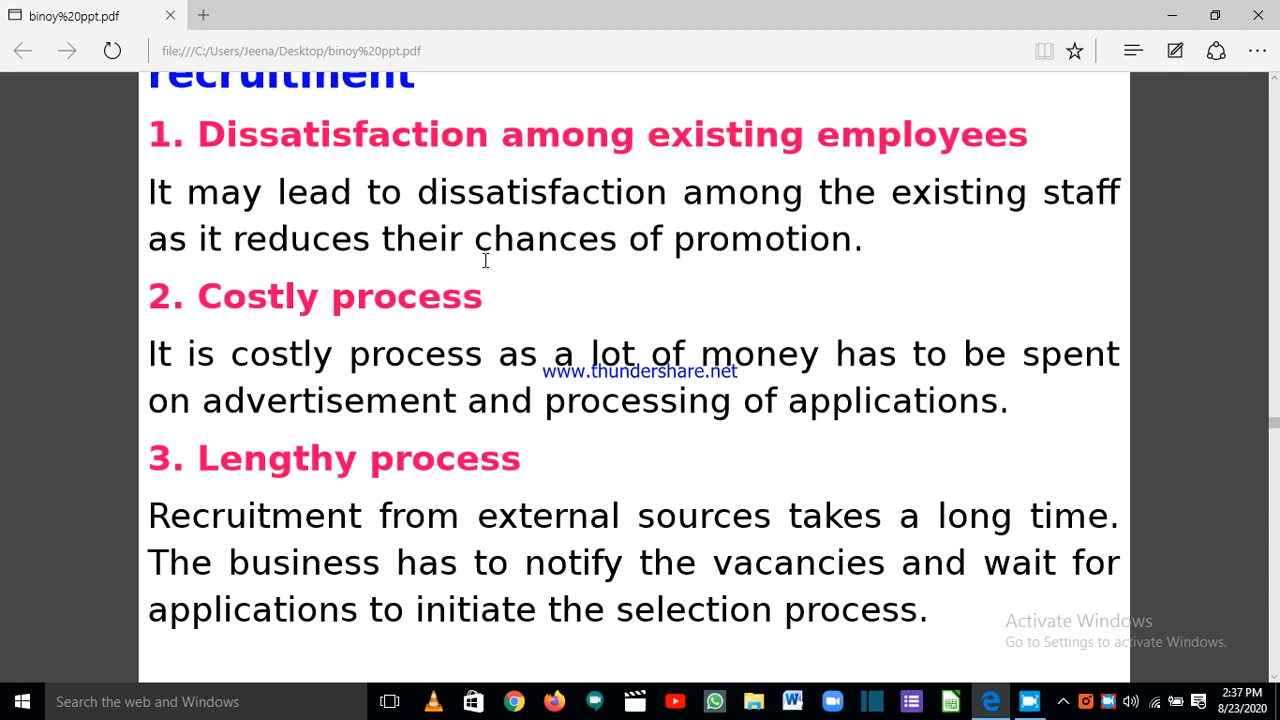 binoy%20ppt.pdf
file:///C:/Users/Jeena/Desktop/binoy%20ppt.pdf
recruitment
1. Dissatisfaction among existing employees
It may lead to dissatisfaction among the existing staff
as it reduces their chances of promotion.
2. Costly process
It is costly process as a lot of money has to be spent
www.thundershare.net
on advertisement and processing of applications.
3. Lengthy process
Recruitment from external sources takes a long time.
The business has to notify the vacancies and wait for
applications to initiate the selection process.
Activate Windows
Go to Settings to activate Windows.
Search the web and Windows
2:37 PM
8/23/2020